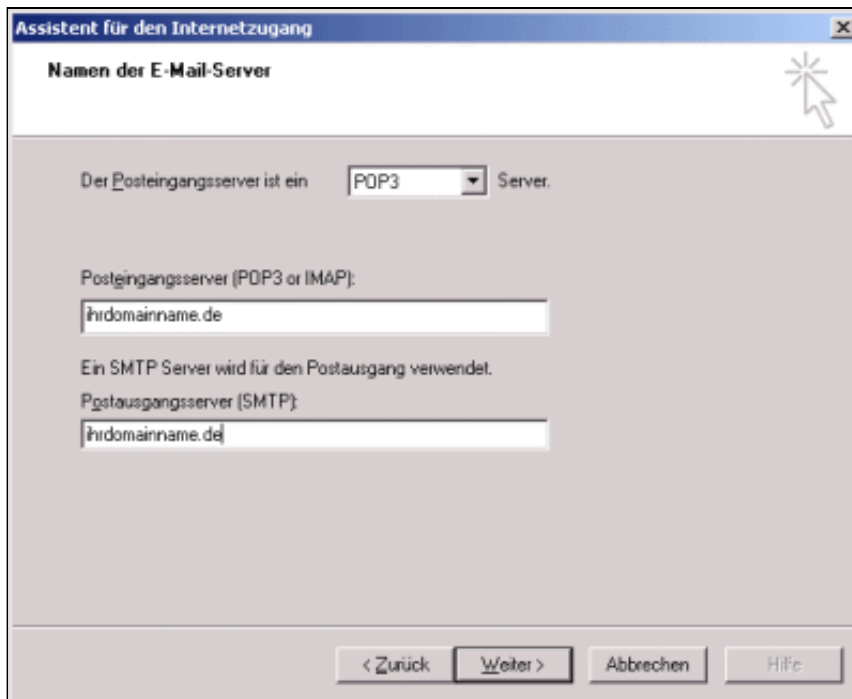 Assistent für den Internetzugang
Namen der E-Mail-Server
Der Posteingangsserver ist ein POP3 Server.
Posteingangsserver (POP3 or IMAP):
ihrdomainname.de
Ein SMTP Server wird für den Postausgang verwendet.
Postausgangsserver (SMTP):
ihrdomainname.de
< Zurück Weiter > Abbrechen Hilfe